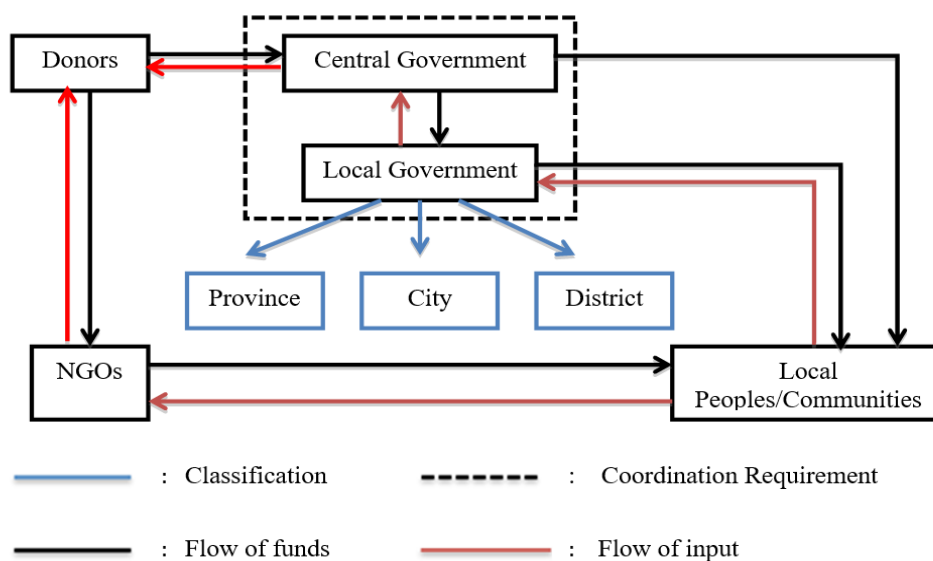 Donors
Central Government
Local Government
Province
City
District
NGOs
Local
Peoples/Communities
: Classification
: Coordination Requirement
: Flow of funds
: Flow of input